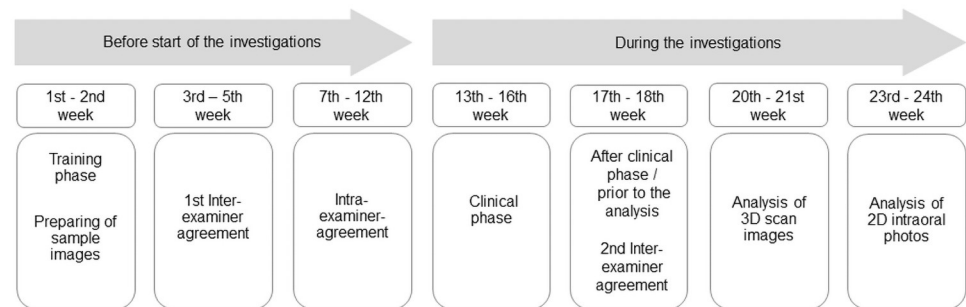 Before start of the investigations
During the investigations
1st - 2nd
week
3rd – 5th
week
7th - 12th
week
13th - 16th
week
17th - 18th
week
20th - 21st
week
23rd - 24th
week
Training
phase
Preparing of
sample
images
1st Inter-
examiner
agreement
Intra-
examiner-
agreement
Clinical
phase
After clinical
phase /
prior to the
analysis
2nd Inter-
examiner
agreement
Analysis of
3D scan
images
Analysis of
2D intraoral
photos